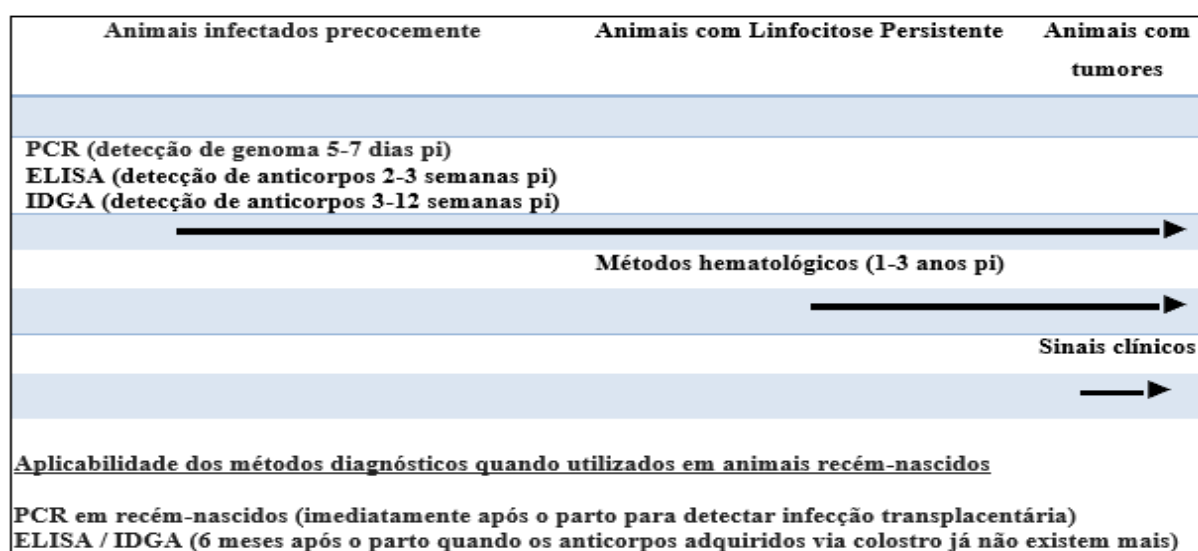 Animais infectados precocemente Animais com Linfocitose Persistente Animais com
tumores
PCR (detecção de genoma 5-7 dias pi)
ELISA (detecção de anticorpos 2-3 semanas pi)
IDGA (detecção de anticorpos 3-12 semanas pi)
Métodos hematológicos (1-3 anos pi)
Sinais clínicos
Aplicabilidade dos métodos diagnósticos quando utilizados em animais recém-nascidos
PCR em recém-nascidos (imediatamente após o parto para detectar infecção transplacentária)
ELISA / IDGA (6 meses após o parto quando os anticorpos adquiridos via colostro já não existem mais)